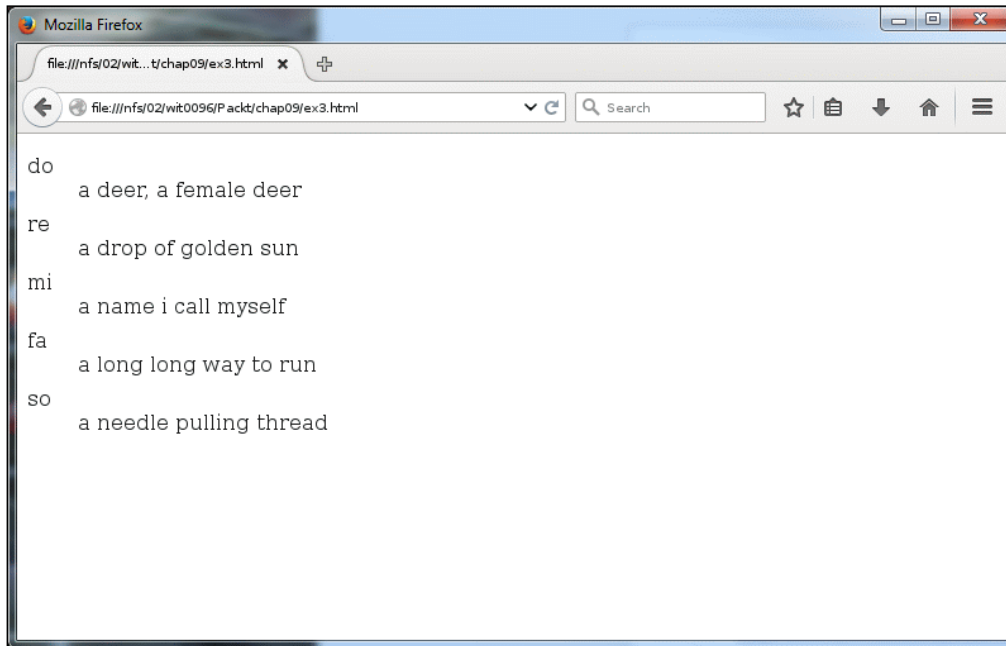 Mozilla Firefox
file:///nfs/02/wit...t/chap09/ex3.html
file:///nfs/02/wit0096/Packt/chap09/ex3.html
Search
do
a deer, a female deer
re
a drop of golden sun
mi
a name i call myself
fa
a long long way to run
so
a needle pulling thread